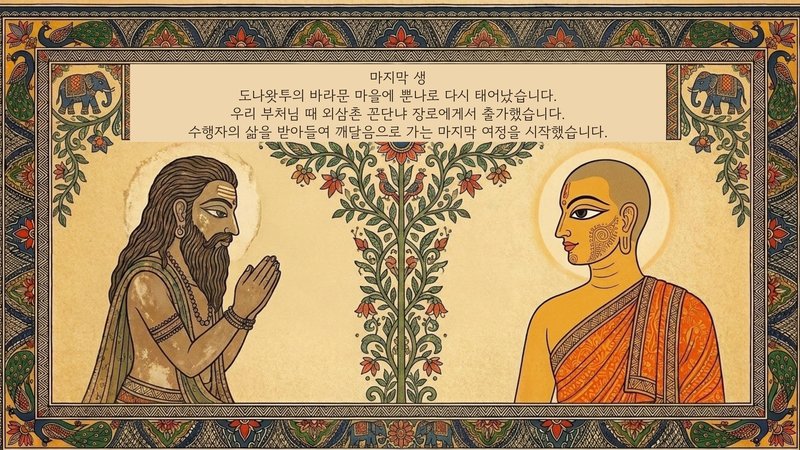 마지막 생
도나왓투의 바라문 마을에 뿐나로 다시 태어났습니다.
우리 부처님 때 외삼촌 꼰단냐 장로에게서 출가했습니다.
수행자의 삶을 받아들여 깨달음으로 가는 마지막 여정을 시작했습니다.